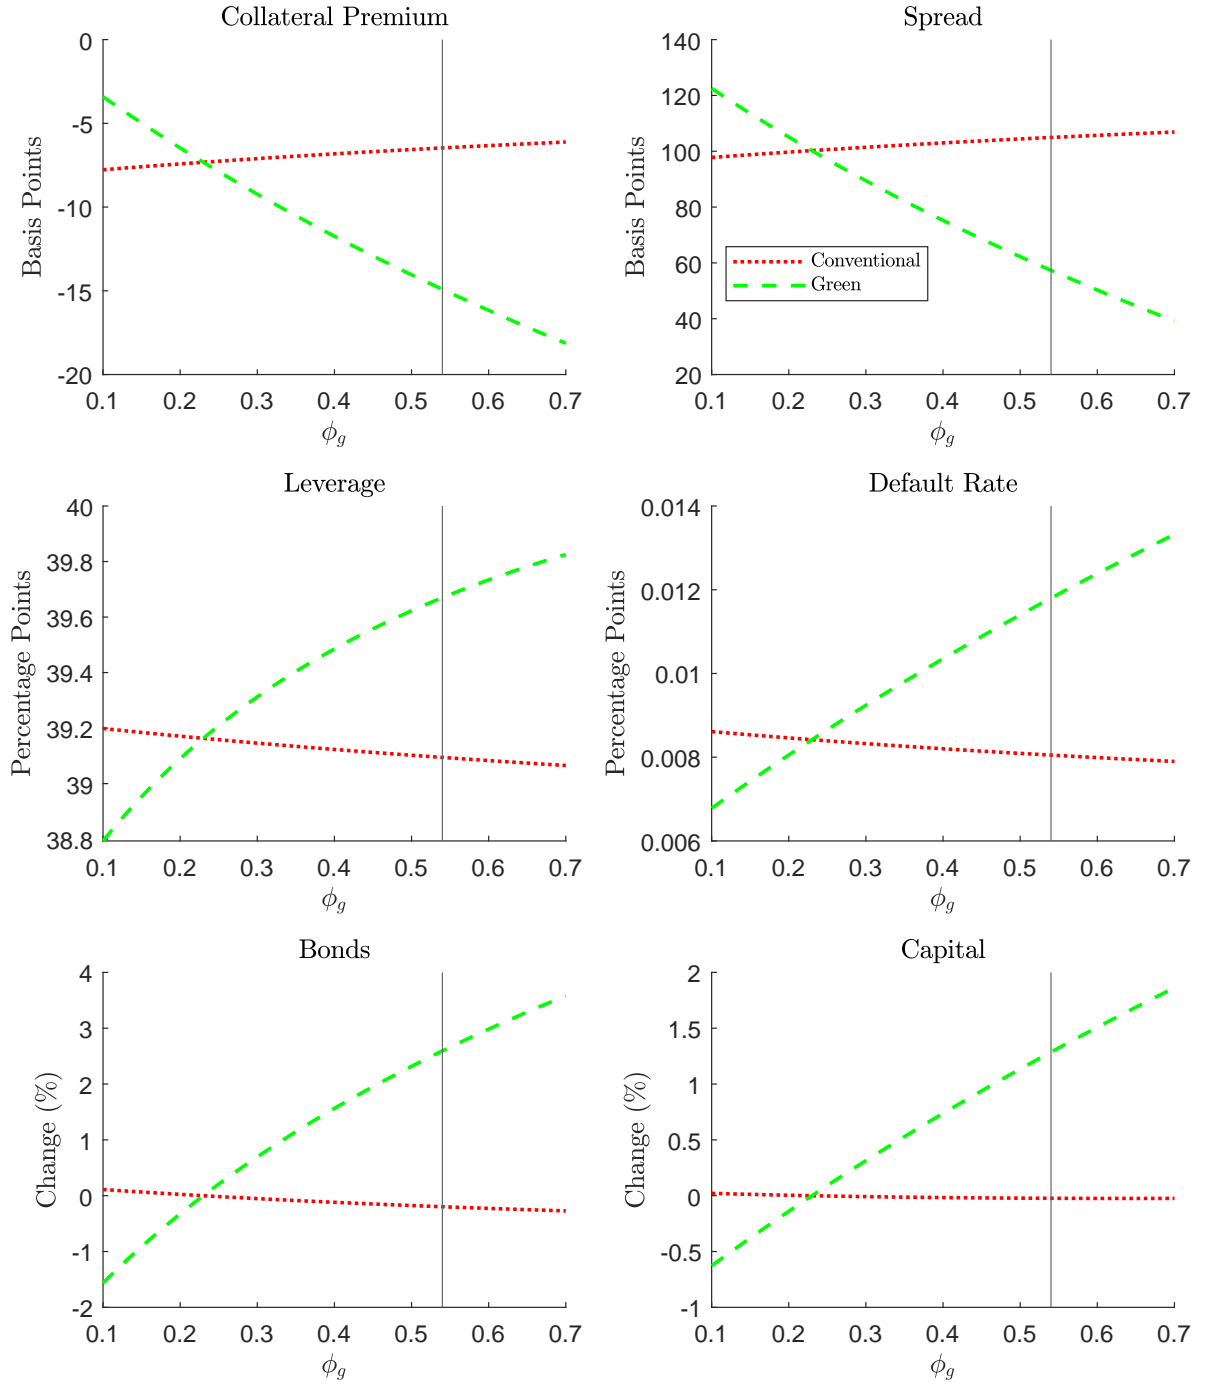 Collateral Premium
Basis Points
0
-5
-10
-15
-20
0.1 0.2 0.3 0.4 0.5 0.6 0.7
ϕg
Spread
Basis Points
140
120
100
80
60
40
20
Conventional
Green
0.1 0.2 0.3 0.4 0.5 0.6 0.7
ϕg
Leverage
Percentage Points
40
39.8
39.6
39.4
39.2
39
38.8
0.1 0.2 0.3 0.4 0.5 0.6 0.7
ϕg
Default Rate
Percentage Points
0.014
0.012
0.01
0.008
0.006
0.1 0.2 0.3 0.4 0.5 0.6 0.7
ϕg
Bonds
Change (%)
4
3
2
1
0
-1
-2
0.1 0.2 0.3 0.4 0.5 0.6 0.7
ϕg
Capital
Change (%)
2
1.5
1
0.5
0
-0.5
-1
0.1 0.2 0.3 0.4 0.5 0.6 0.7
ϕg